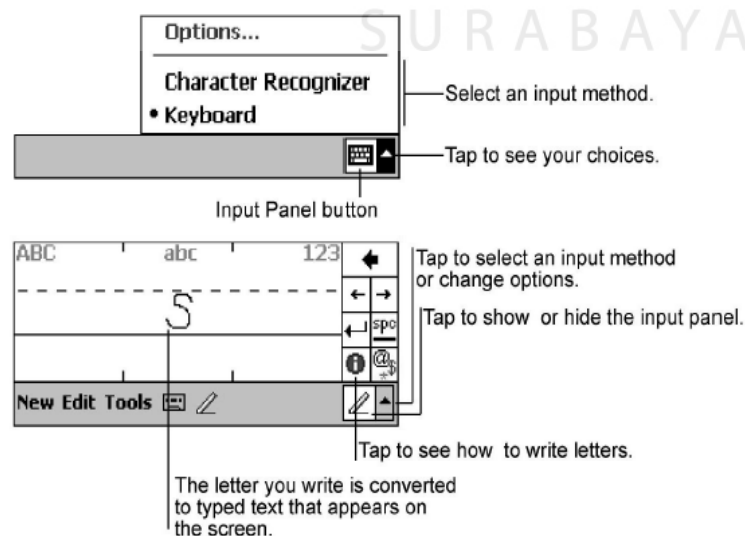 SURABAYA
Options...
Character Recognizer
• Keyboard
Select an input method.
Tap to see your choices.
Input Panel button
ABC abc 123
Tap to select an input method
or change options.
S
spc
Tap to show or hide the input panel.
@$
*
New Edit Tools
Tap to see how to write letters.
The letter you write is converted
to typed text that appears on
the screen.